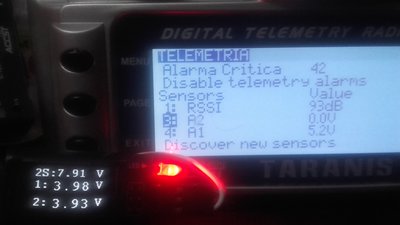 DIGITAL TELEMETRY RADI
MENU
PAGE
EXIT
TELEMETRIA
Alarma Critica 42
Disable telemetry alarms
Sensors Value
1: RSSI 93dB
3: A2 0.0V
4: A1 5.2V
Discover new sensors
TARANIS
2S:7.91 V
1: 3.98 V
2: 3.93 V